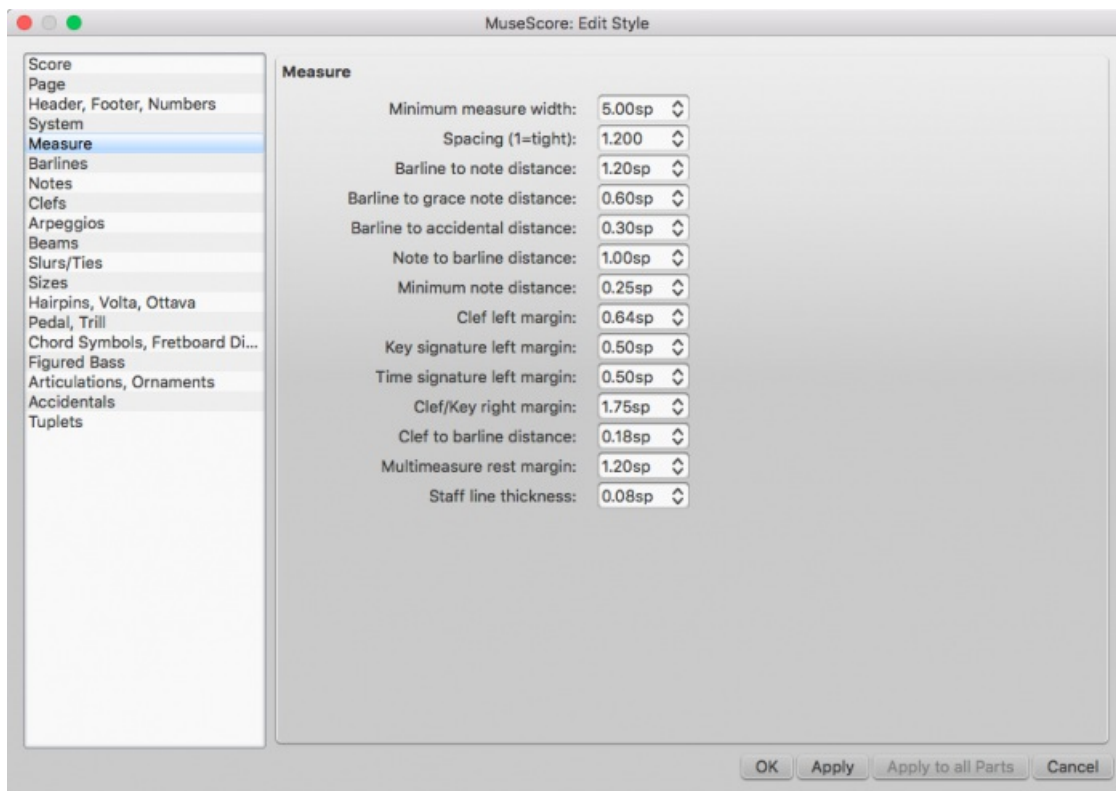 MuseScore: Edit Style
Score
Page
Header, Footer, Numbers
System
Measure
Barlines
Notes
Clefs
Arpeggios
Beams
Slurs/Ties
Sizes
Hairpins, Volta, Ottava
Pedal, Trill
Chord Symbols, Fretboard Di...
Figured Bass
Articulations, Ornaments
Accidentals
Tuplets
Measure
Minimum measure width: 5.00sp
Spacing (1=tight): 1.200
Barline to note distance: 1.20sp
Barline to grace note distance: 0.60sp
Barline to accidental distance: 0.30sp
Note to barline distance: 1.00sp
Minimum note distance: 0.25sp
Clef left margin: 0.64sp
Key signature left margin: 0.50sp
Time signature left margin: 0.50sp
Clef/Key right margin: 1.75sp
Clef to barline distance: 0.18sp
Multimeasure rest margin: 1.20sp
Staff line thickness: 0.08sp
OK Apply Apply to all Parts Cancel